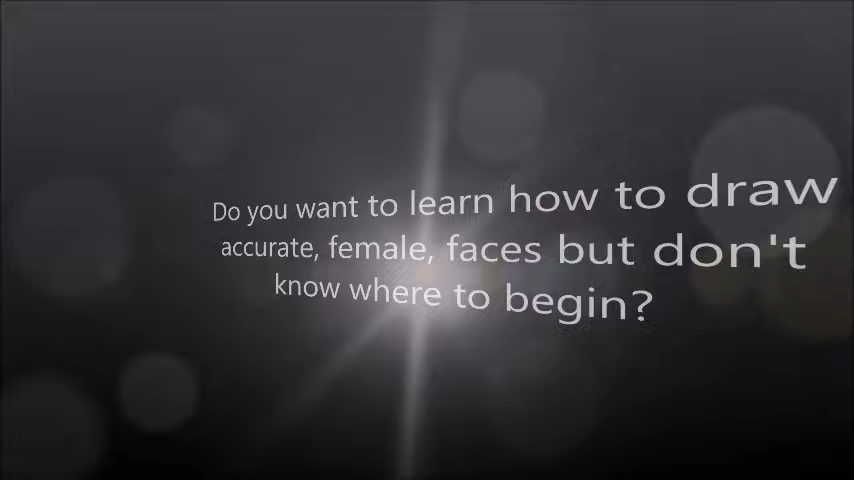 Do you want to learn how to draw
accurate, female, faces but don't
know where to begin?